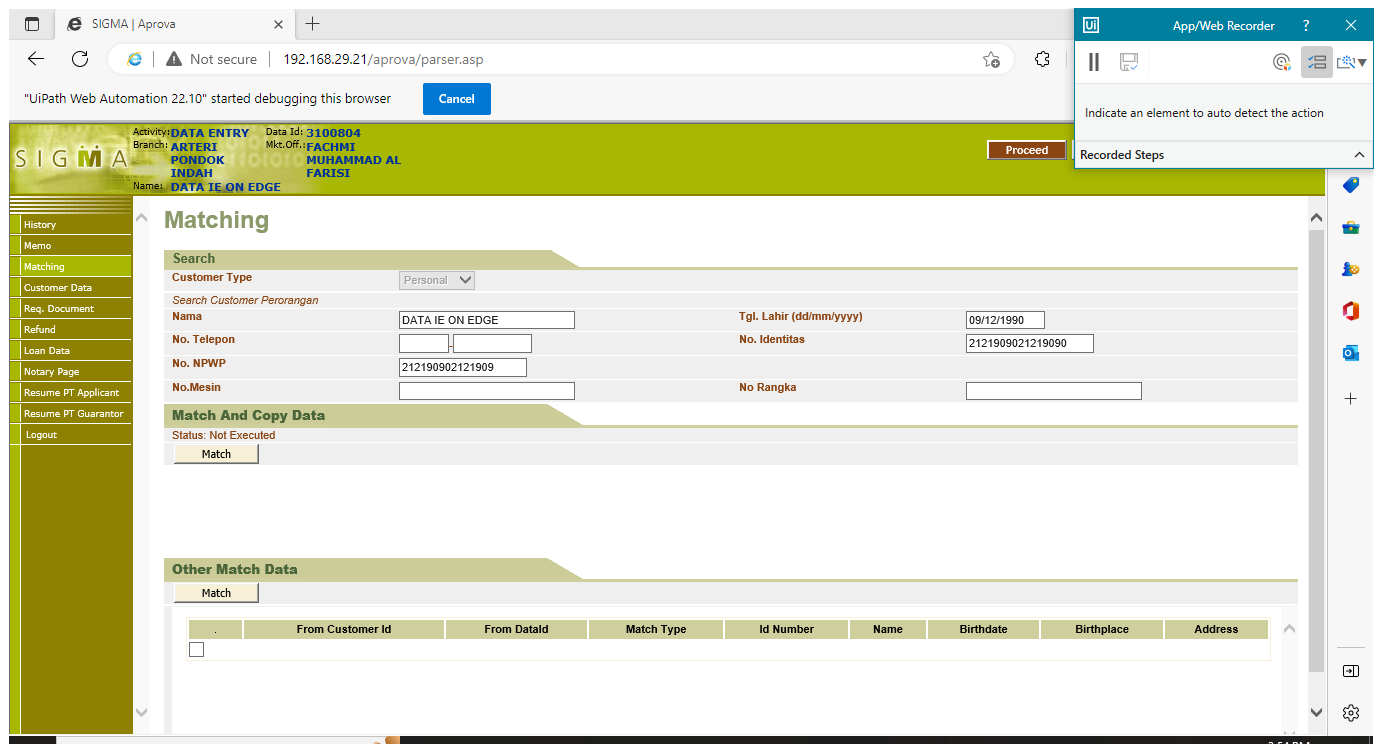 SIGMA | Aprova
App/Web Recorder
Not secure
192.168.29.21/aprova/parser.asp
"UiPath Web Automation 22.10" started debugging this browser
Cancel
Indicate an element to auto detect the action
Recorded Steps
SIGMA
Activity: DATA ENTRY Data Id: 3100804
Branch: ARTERI PONDOK INDAH Mkt.Off.: FACHMI MUHAMMAD AL FARISI
Name: DATA IE ON EDGE
Proceed
History
Memo
Matching
Customer Data
Req. Document
Refund
Loan Data
Notary Page
Resume PT Applicant
Resume PT Guarantor
Logout
Matching
Search
Customer Type Personal
Search Customer Perorangan
Nama DATA IE ON EDGE Tgl. Lahir (dd/mm/yyyy) 09/12/1990
No. Telepon - No. Identitas 2121909021219090
No. NPWP 212190902121909
No.Mesin No Rangka
Match And Copy Data
Status: Not Executed
Match
Other Match Data
Match
. From Customer Id From DataId Match Type Id Number Name Birthdate Birthplace Address